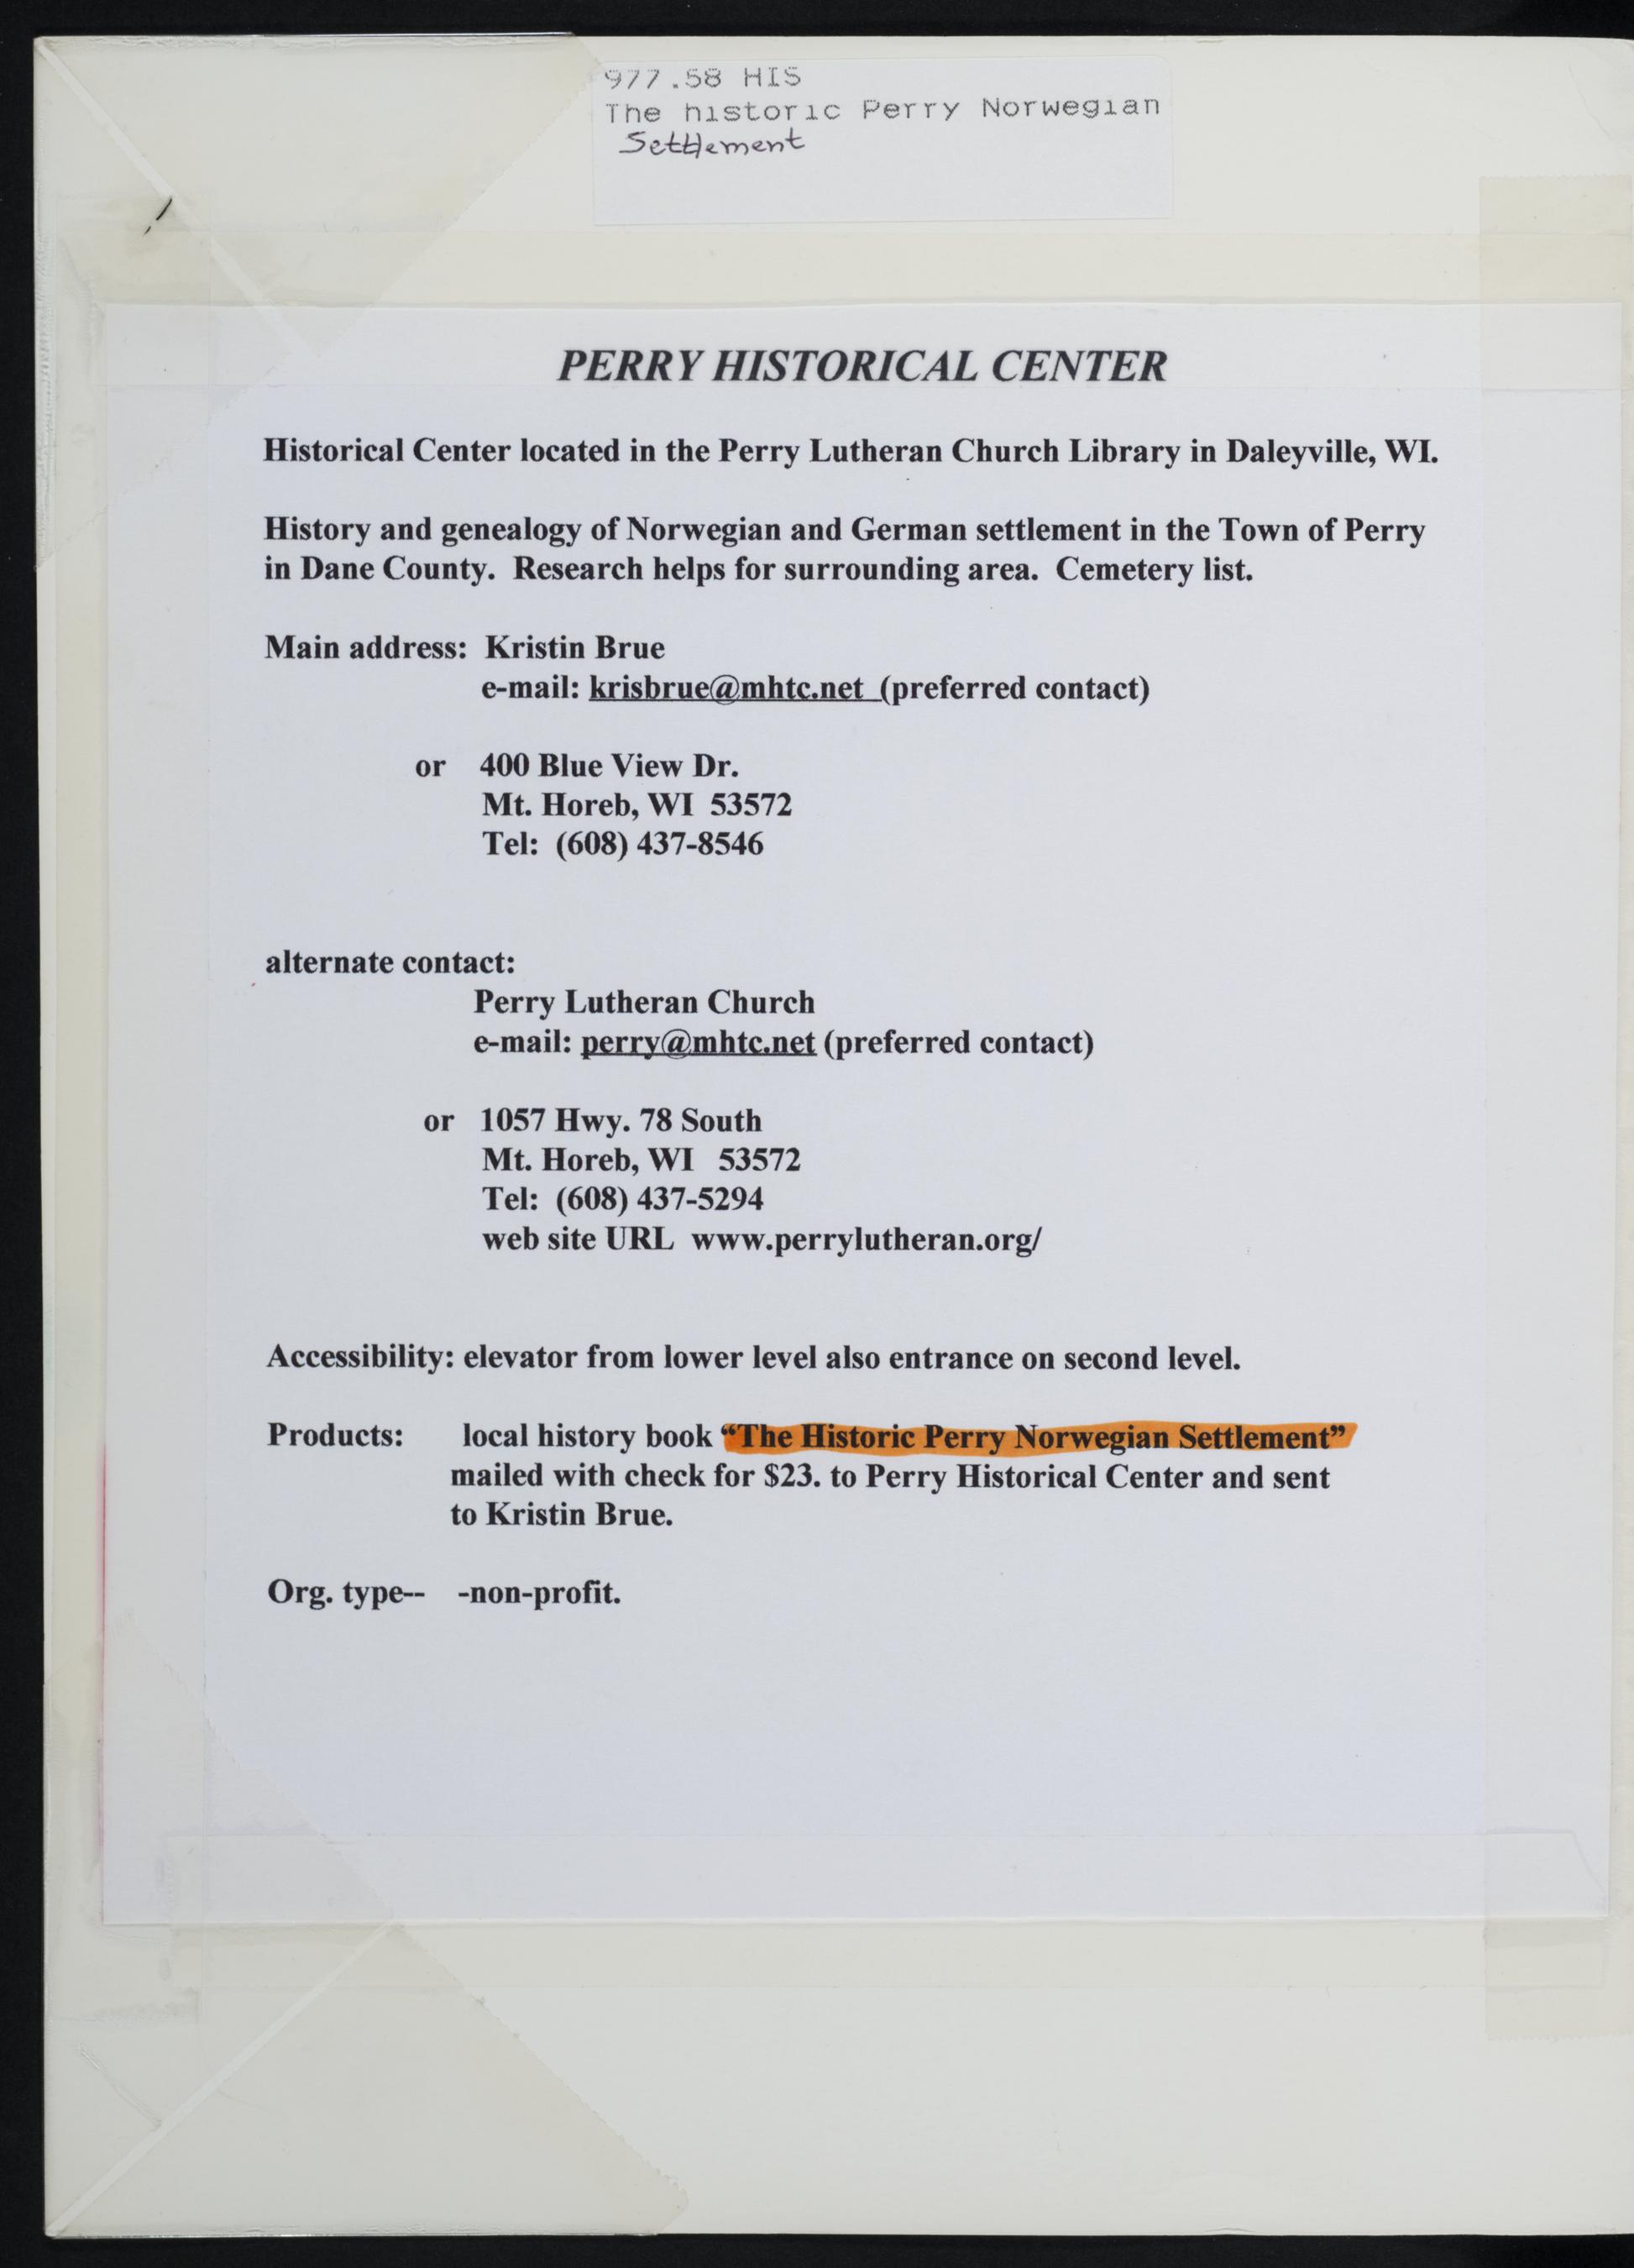 977.58 HIS
The historic Perry Norwegian
Settlement
PERRY HISTORICAL CENTER
Historical Center located in the Perry Lutheran Church Library in Daleyville, WI.
History and genealogy of Norwegian and German settlement in the Town of Perry
in Dane County. Research helps for surrounding area. Cemetery list.
Main address: Kristin Brue
e-mail: krisbrue@mhtc.net (preferred contact)
or 400 Blue View Dr.
Mt. Horeb, WI 53572
Tel: (608) 437-8546
alternate contact:
Perry Lutheran Church
e-mail: perry@mhtc.net (preferred contact)
or 1057 Hwy. 78 South
Mt. Horeb, WI 53572
Tel: (608) 437-5294
web site URL www.perrylutheran.org/
Accessibility: elevator from lower level also entrance on second level.
Products: local history book “The Historic Perry Norwegian Settlement”
mailed with check for $23. to Perry Historical Center and sent
to Kristin Brue.
Org. type-- -non-profit.